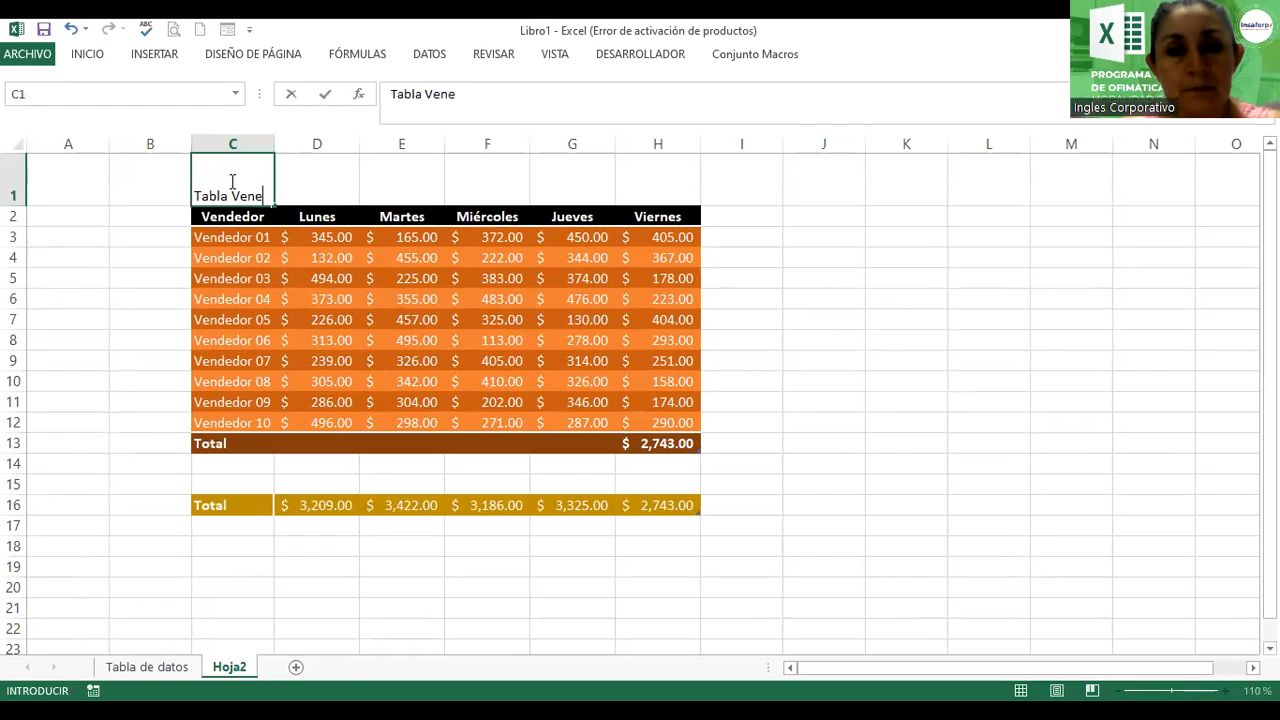 Libro1 - Excel (Error de activación de productos)
ARCHIVO INICIO INSERTAR DISEÑO DE PÁGINA FÓRMULAS DATOS REVISAR VISTA DESARROLLADOR Conjunto Macros
PROGRAMA
DE OFIMÁTICA
Ingles Corporativo
Insaforp
C1 Tabla Vene
A B C D E F G H I J K L M N O
1 Tabla Vene
2 Vendedor Lunes Martes Miércoles Jueves Viernes
3 Vendedor 01 $ 345.00 $ 165.00 $ 372.00 $ 450.00 $ 405.00
4 Vendedor 02 $ 132.00 $ 455.00 $ 222.00 $ 344.00 $ 367.00
5 Vendedor 03 $ 494.00 $ 225.00 $ 383.00 $ 374.00 $ 178.00
6 Vendedor 04 $ 373.00 $ 355.00 $ 483.00 $ 476.00 $ 223.00
7 Vendedor 05 $ 226.00 $ 457.00 $ 325.00 $ 130.00 $ 404.00
8 Vendedor 06 $ 313.00 $ 495.00 $ 113.00 $ 278.00 $ 293.00
9 Vendedor 07 $ 239.00 $ 326.00 $ 405.00 $ 314.00 $ 251.00
10 Vendedor 08 $ 305.00 $ 342.00 $ 410.00 $ 326.00 $ 158.00
11 Vendedor 09 $ 286.00 $ 304.00 $ 202.00 $ 346.00 $ 174.00
12 Vendedor 10 $ 496.00 $ 298.00 $ 271.00 $ 287.00 $ 290.00
13 Total $ 2,743.00
14
15
16 Total $ 3,209.00 $ 3,422.00 $ 3,186.00 $ 3,325.00 $ 2,743.00
17
18
19
20
21
22
23
Tabla de datos Hoja2
INTRODUCIR 110 %